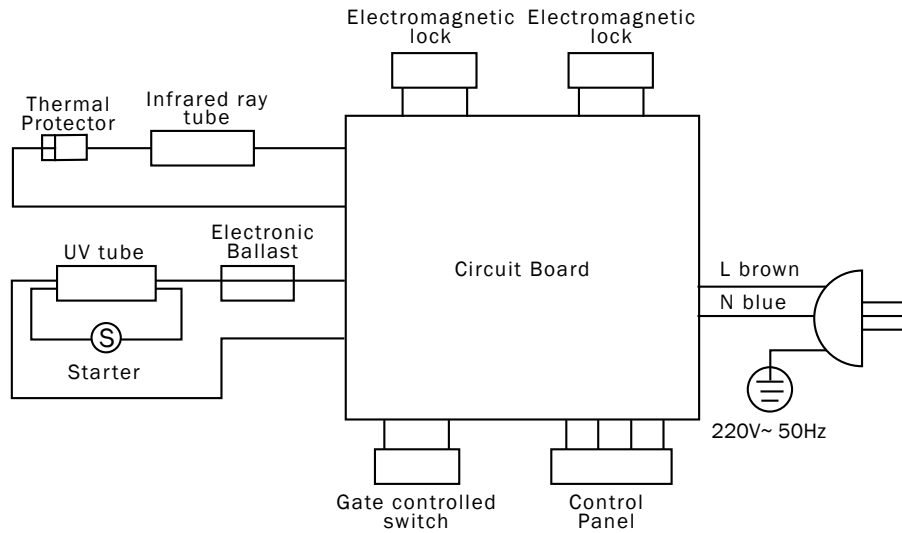 Electromagnetic
lock
Electromagnetic
lock
Thermal
Protector
Infrared ray
tube
UV tube
Electronic
Ballast
Circuit Board
L brown
N blue
S
Starter
220V~ 50Hz
Gate controlled
switch
Control
Panel